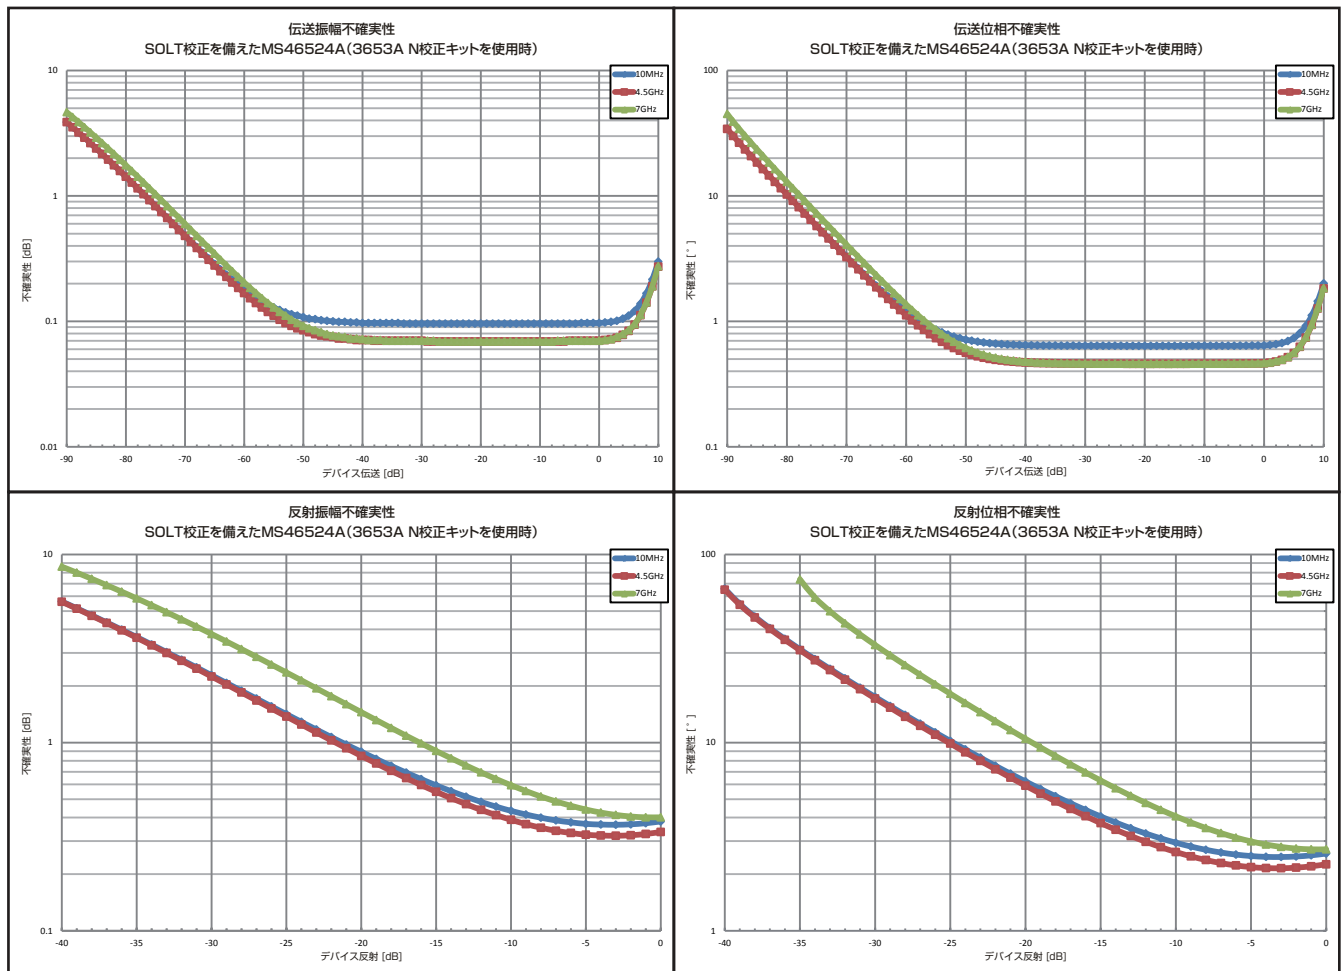 伝送振幅不確実性
SOLT校正を備えたMS46524A(3653A N校正キットを使用時)
10
1
0.1
0.01
不確実性 [dB]
-90 -80 -70 -60 -50 -40 -30 -20 -10 0 10
デバイス伝送 [dB]
10MHz
4.5GHz
7GHz
伝送位相不確実性
SOLT校正を備えたMS46524A(3653A N校正キットを使用時)
100
10
1
0.1
不確実性 [ ° ]
-90 -80 -70 -60 -50 -40 -30 -20 -10 0 10
デバイス伝送 [dB]
10MHz
4.5GHz
7GHz
反射振幅不確実性
SOLT校正を備えたMS46524A(3653A N校正キットを使用時)
10
1
0.1
不確実性 [dB]
-40 -35 -30 -25 -20 -15 -10 -5 0
デバイス反射 [dB]
10MHz
4.5GHz
7GHz
反射位相不確実性
SOLT校正を備えたMS46524A(3653A N校正キットを使用時)
100
10
1
不確実性 [ ° ]
-40 -35 -30 -25 -20 -15 -10 -5 0
デバイス反射 [dB]
10MHz
4.5GHz
7GHz